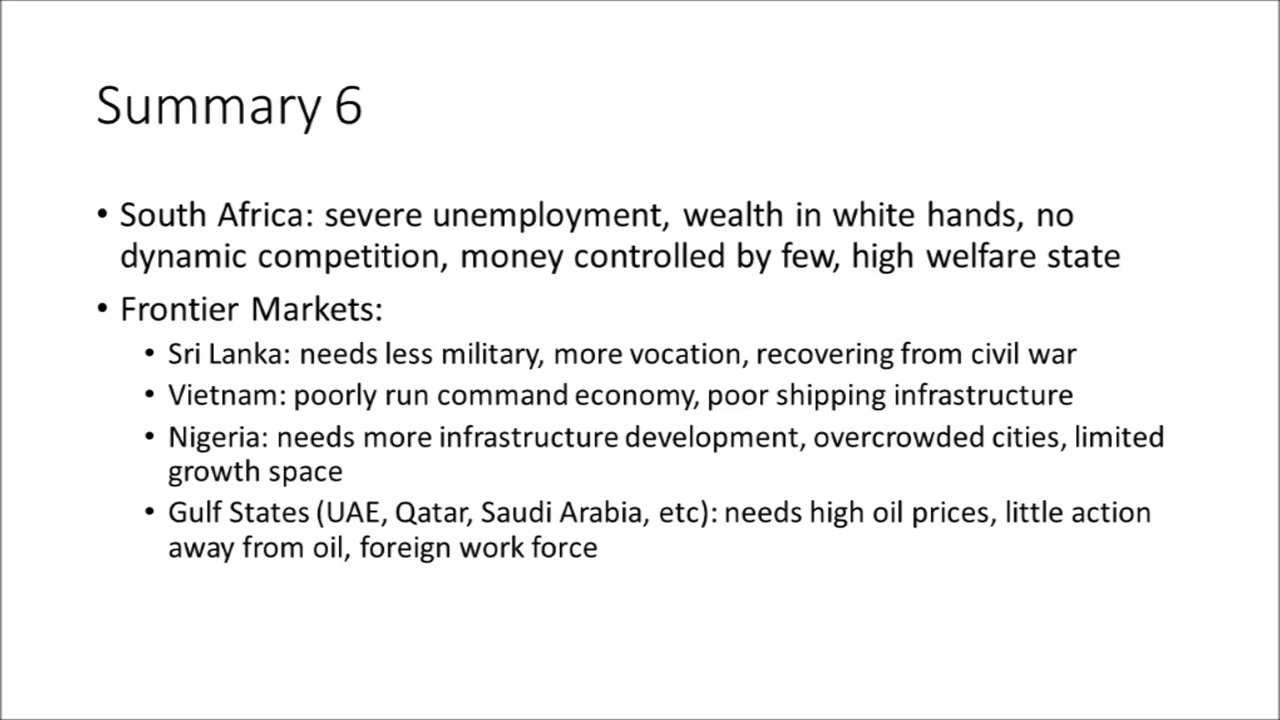 Summary 6
• South Africa: severe unemployment, wealth in white hands, no
dynamic competition, money controlled by few, high welfare state
• Frontier Markets:
• Sri Lanka: needs less military, more vocation, recovering from civil war
• Vietnam: poorly run command economy, poor shipping infrastructure
• Nigeria: needs more infrastructure development, overcrowded cities, limited
growth space
• Gulf States (UAE, Qatar, Saudi Arabia, etc): needs high oil prices, little action
away from oil, foreign work force